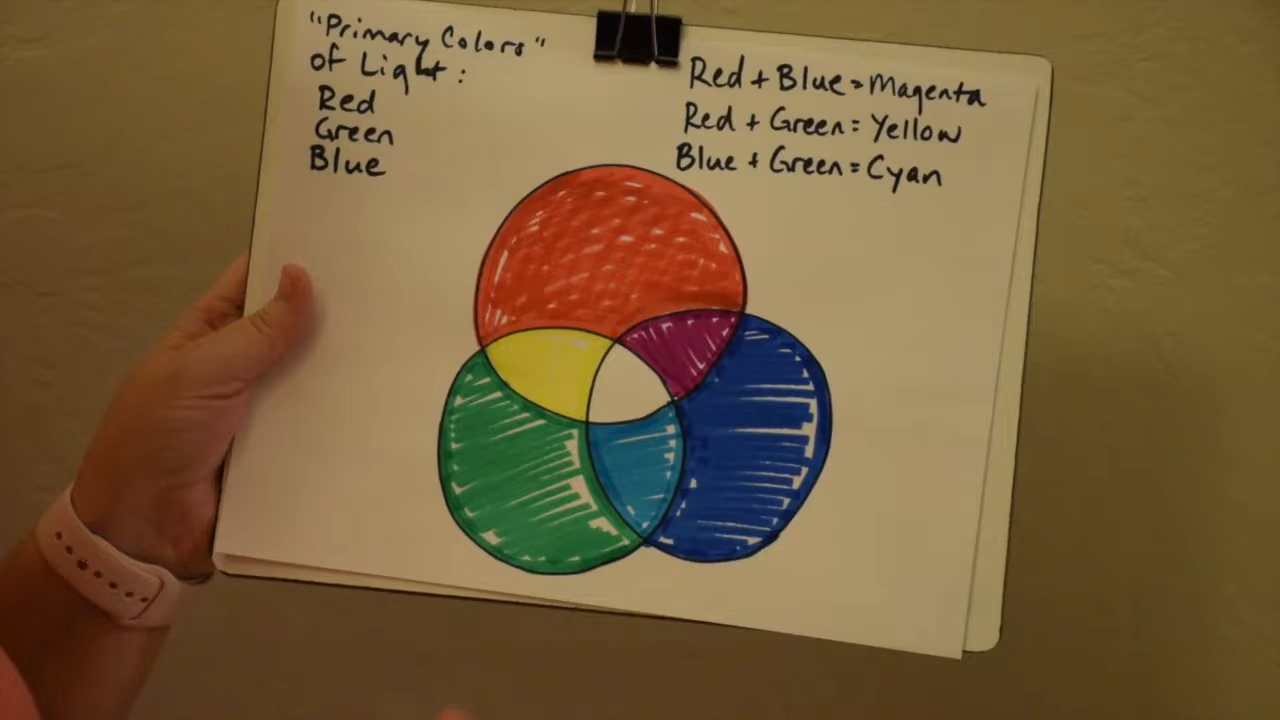 "Primary Colors"
of Light:
Red
Green
Blue
Red + Blue = Magenta
Red + Green = Yellow
Blue + Green = Cyan